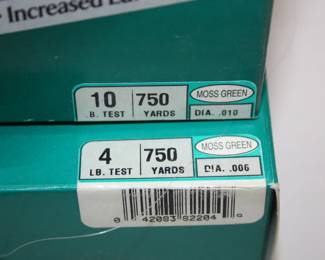 Increased
10 750 MOSS GREEN
B. TEST YARDS DIA. .010
4 750 MOSS GREEN
LB. TEST YARDS DIA. .006
0 42083 82204 9